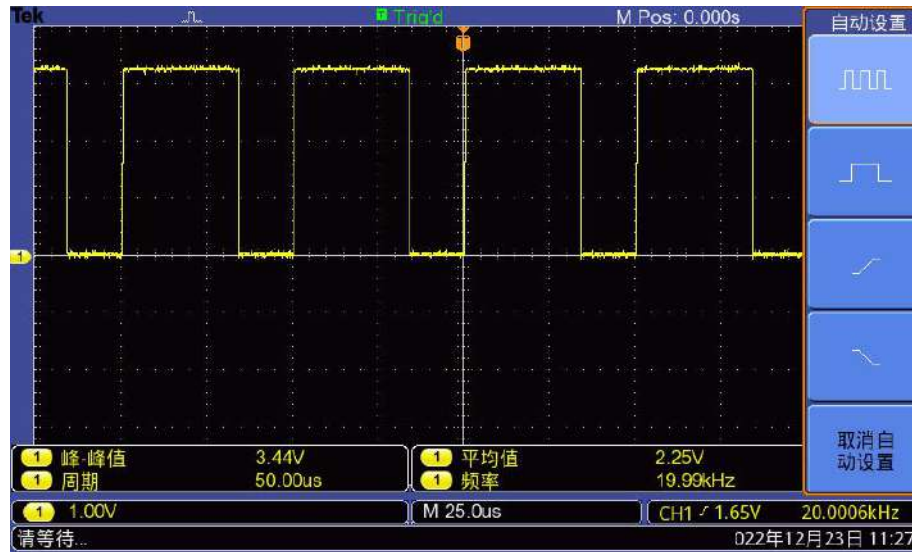 Tek
Trig'd
M Pos: 0.000s
自动设置
T
1
取消自
动设置
1 峰-峰值 3.44V
1 平均值 2.25V
1 周期 50.00us
1 频率 19.99kHz
1 1.00V
M 25.0us
CH1 1.65V
20.0006kHz
请等待...
022年12月23日 11:27